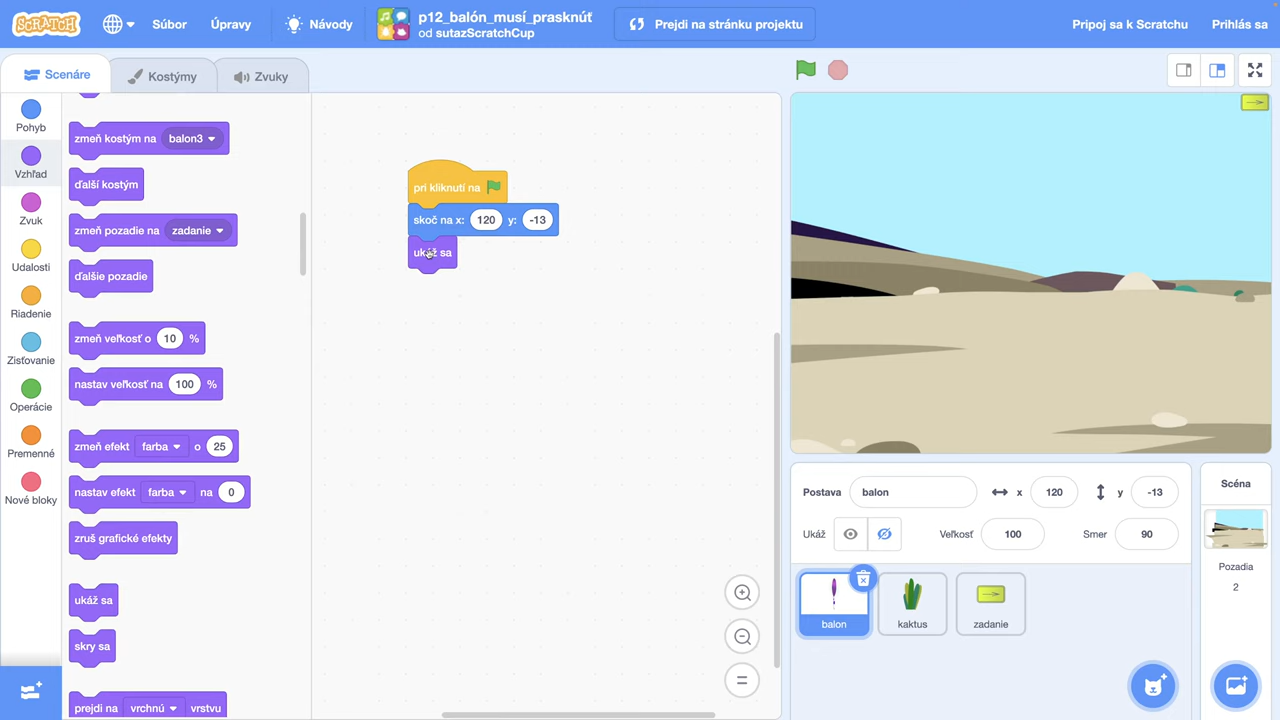 SCRATCH
Súbor
Úpravy
Návody
p12_balón_musí_prasknúť
od sutazScratchCup
Prejdi na stránku projektu
Pripoj sa k Scratchu
Prihlás sa
Scenáre
Kostýmy
Zvuky
Pohyb
Vzhľad
Zvuk
Udalosti
Riadenie
Zisťovanie
Operácie
Premenné
Nové bloky
zmeň kostým na balon3
ďalší kostým
zmeň pozadie na zadanie
ďalšie pozadie
zmeň veľkosť o 10 %
nastav veľkosť na 100 %
zmeň efekt farba o 25
nastav efekt farba na 0
zruš grafické efekty
ukáž sa
skry sa
prejdi na vrchnú vrstvu
pri kliknutí na
skoč na x: 120 y: -13
ukáž sa
Postava balon x 120 y -13
Ukáž Veľkosť 100 Smer 90
balon
kaktus
zadanie
Scéna
Pozadia
2